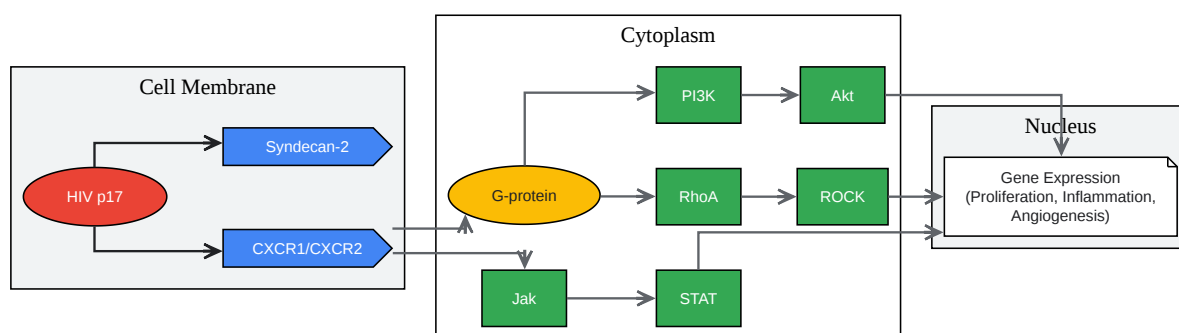 Cell Membrane
HIV p17
Syndecan-2
CXCR1/CXCR2
Cytoplasm
PI3K
Akt
G-protein
RhoA
ROCK
Jak
STAT
Nucleus
Gene Expression
(Proliferation, Inflammation,
Angiogenesis)